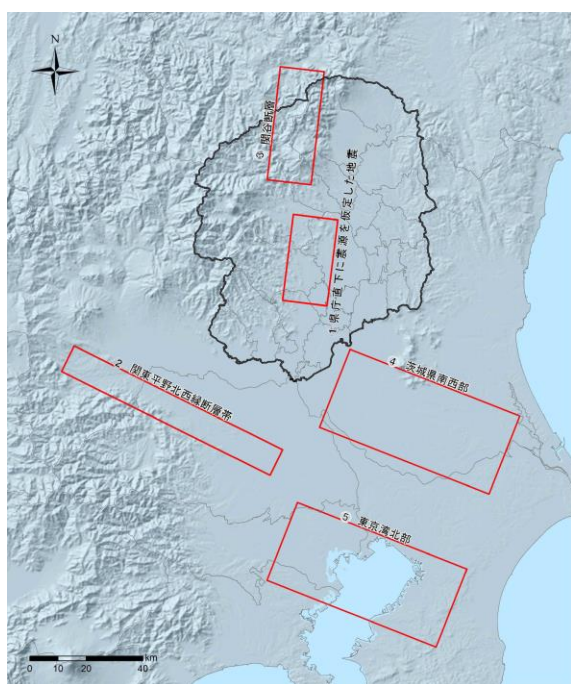 N
③ 関谷断層
1 県庁直下に震源を仮定した地震
2 関東平野北西縁断層帯
④ 茨城県南西部
⑤ 東京湾北部
km
0 10 20 40